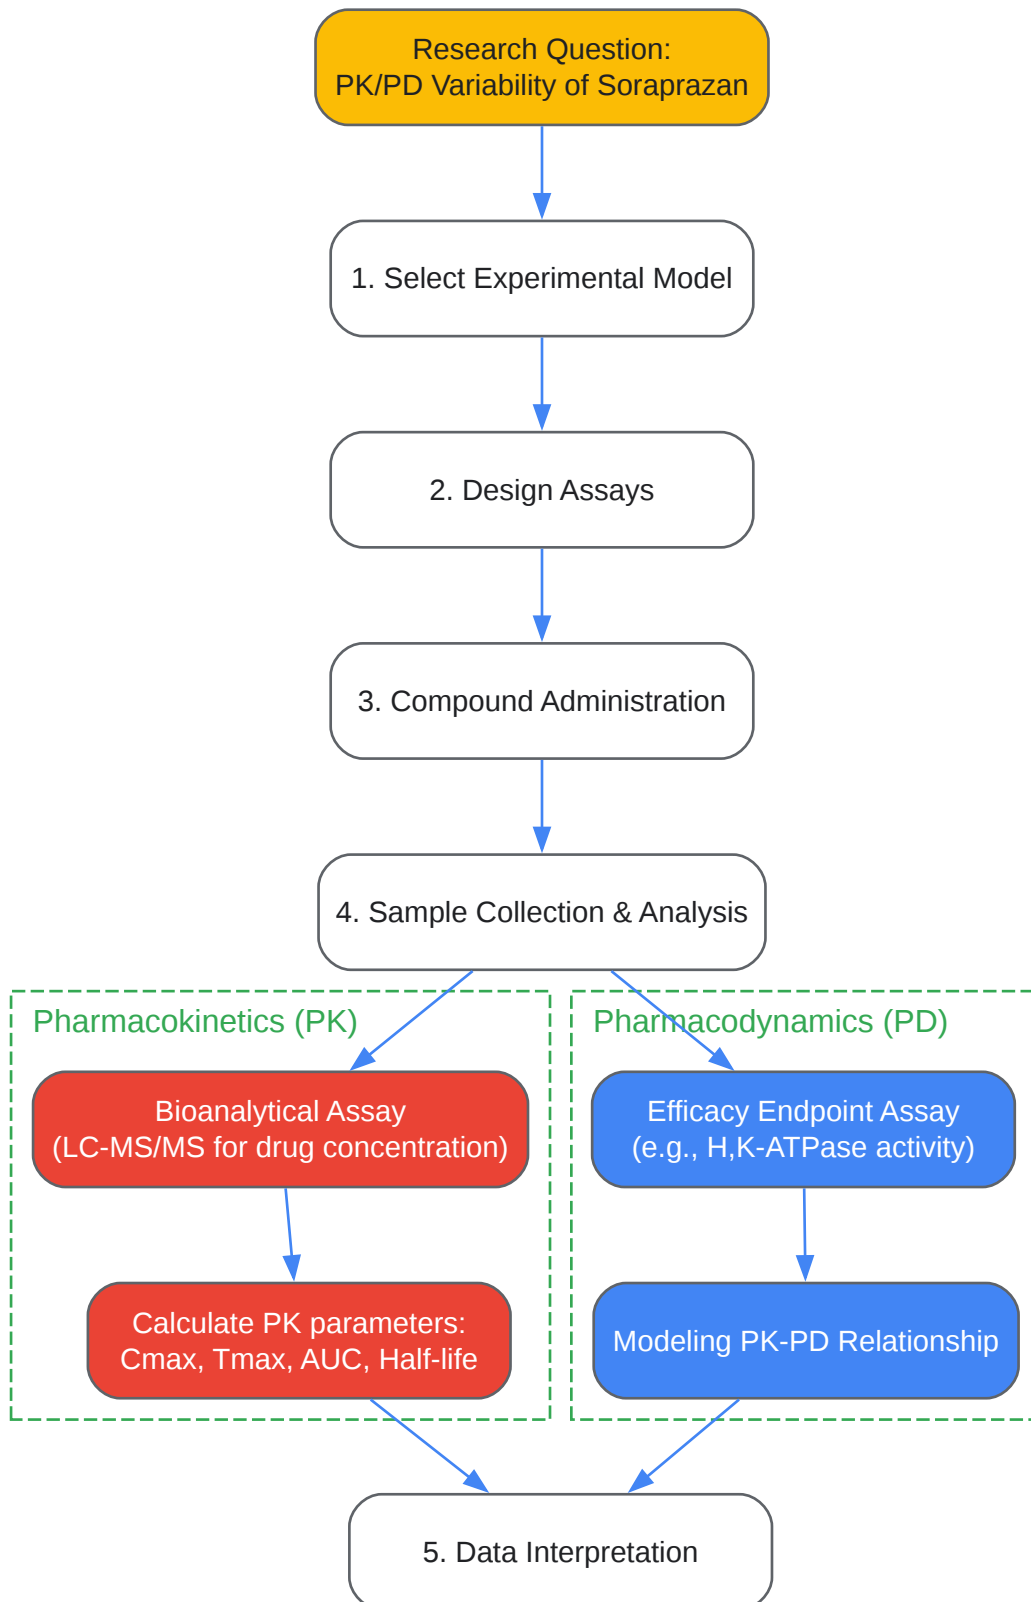 Research Question:
PK/PD Variability of Soraprazan
1. Select Experimental Model
2. Design Assays
3. Compound Administration
4. Sample Collection & Analysis
Pharmacokinetics (PK)
Bioanalytical Assay
(LC-MS/MS for drug concentration)
Calculate PK parameters:
Cmax, Tmax, AUC, Half-life
Pharmacodynamics (PD)
Efficacy Endpoint Assay
(e.g., H,K-ATPase activity)
Modeling PK-PD Relationship
5. Data Interpretation